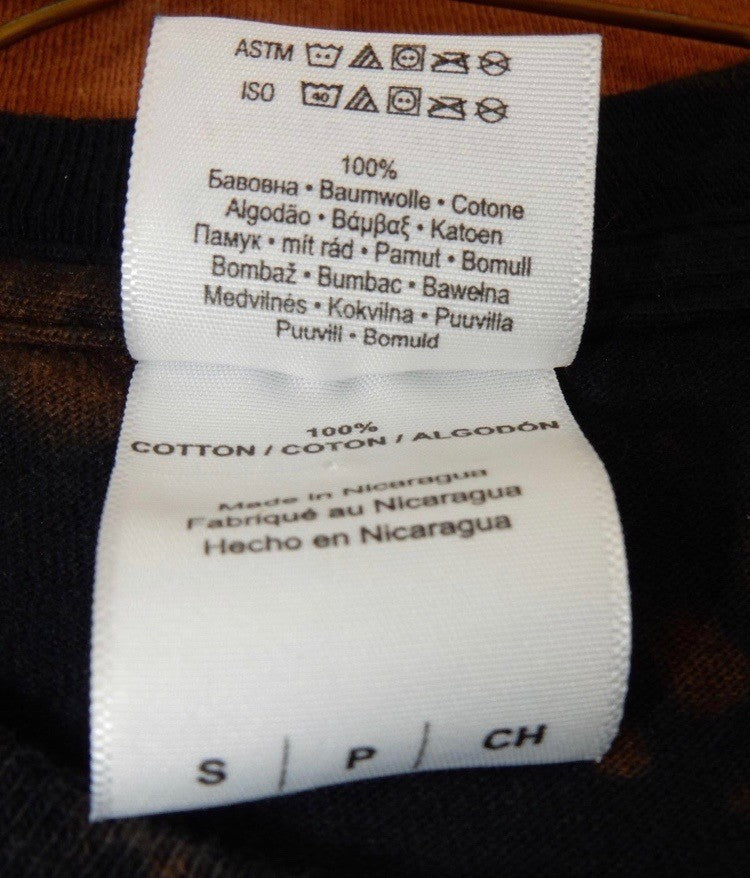 ASTM
ISO 40
100%
Бавовна • Baumwolle • Cotone
Algodão • Βάμβαξ • Katoen
Памук • mít rád • Pamut • Bomull
Bombaž • Bumbac • Bawełna
Medvilnės • Kokvilna • Puuvilla
Puuvill • Bomuld
100%
COTTON / COTON / ALGODÓN
Made in Nicaragua
Fabriqué au Nicaragua
Hecho en Nicaragua
S | P | CH